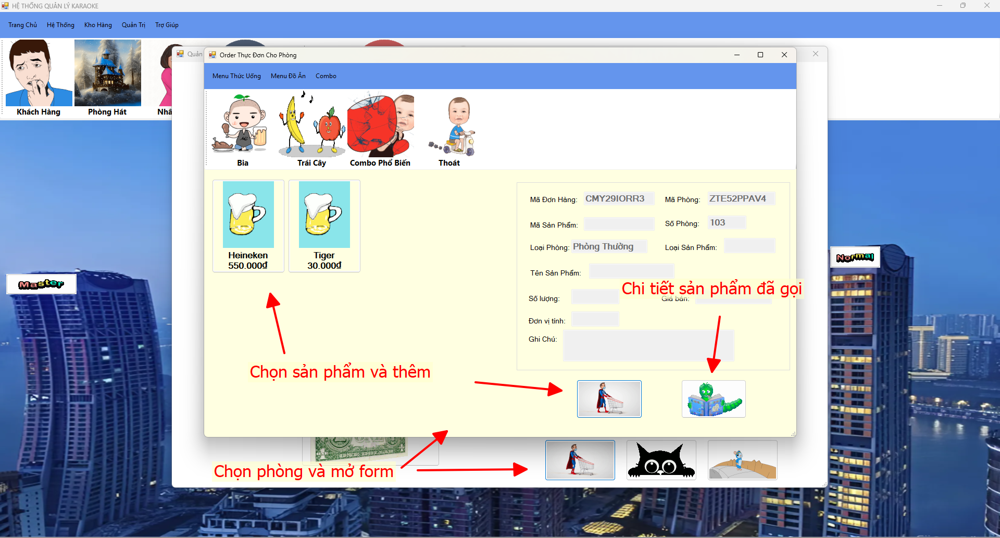 HỆ THỐNG QUẢN LÝ KARAOKE
Trang Chủ Hệ Thống Kho Hàng Quản Trị Trợ Giúp
Khách Hàng Phòng Hát
Quản
Order Thực Đơn Cho Phòng
Menu Thức Uống Menu Đồ Ăn Combo
Bia Trái Cây Combo Phổ Biến Thoát
Heineken
550.000₫
Tiger
30.000₫
Mã Đơn Hàng: CMY29IORR3 Mã Phòng: ZTE52PPAV4
Mã Sản Phẩm: Số Phòng: 103
Loại Phòng: Phòng Thường Loại Sản Phẩm:
Tên Sản Phẩm:
Chi tiết sản phẩm đã gọi
Số lượng: Giá bán:
Đơn vị tính:
Ghi Chú:
Chọn sản phẩm và thêm
Chọn phòng và mở form
Master
Normal
ONE DOLLAR